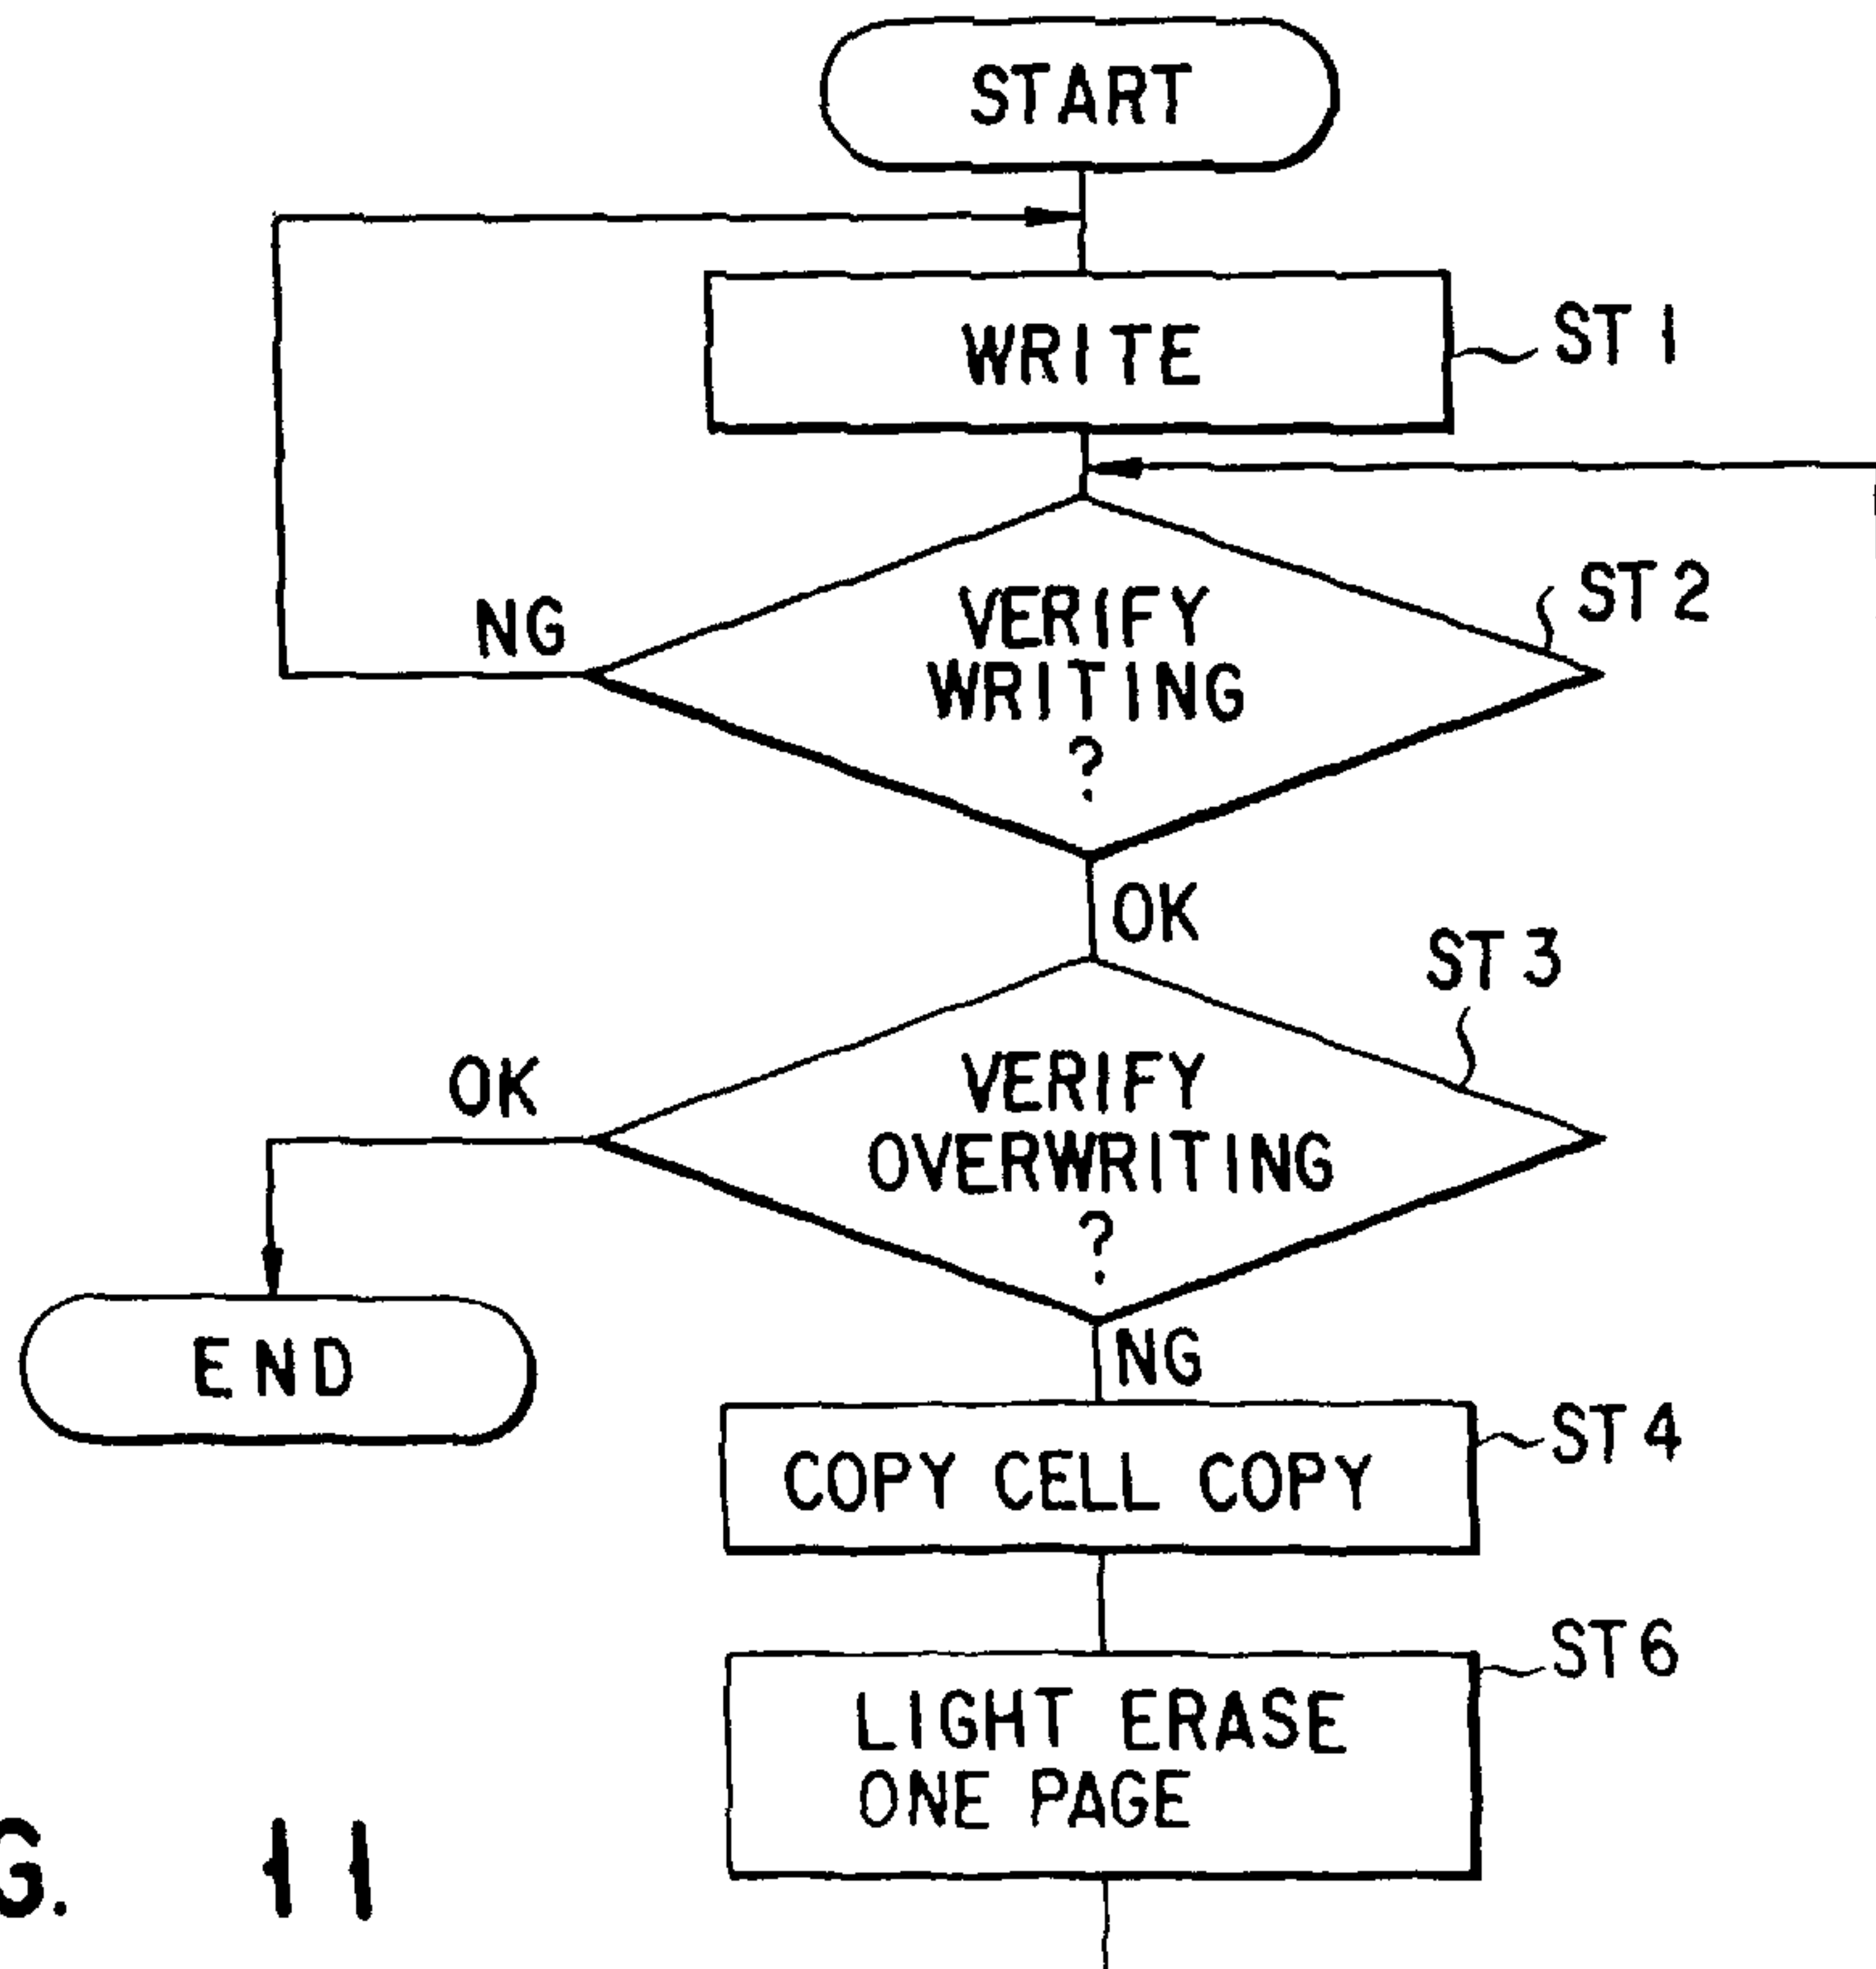 START
WRITE
ST 1
VERIFY
WRITING
?
ST 2
NG
OK
ST 3
VERIFY
OVERWRITING
?
OK
END
NG
COPY CELL COPY
ST 4
LIGHT ERASE
ONE PAGE
ST 6
G. 11